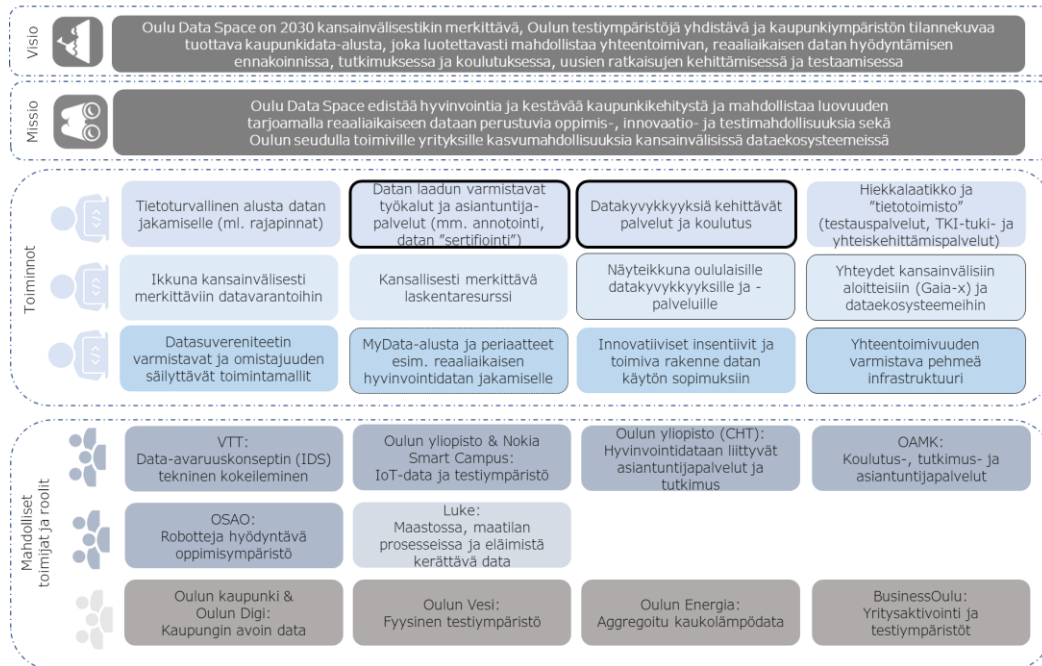 Visio
Oulu Data Space on 2030 kansainvälisestikin merkittävä, Oulun testiympäristöjä yhdistävä ja kaupunkiympäristön tilannekuvaa
tuottava kaupunkidata-alusta, joka luotettavasti mahdollistaa yhteentoimivan, reaaliaikaisen datan hyödyntämisen
ennakoinnissa, tutkimuksessa ja koulutuksessa, uusien ratkaisujen kehittämisessä ja testaamisessa
Missio
Oulu Data Space edistää hyvinvointia ja kestävää kaupunkikehitystä ja mahdollistaa luovuuden
tarjoamalla reaaliaikaiseen dataan perustuvia oppimis-, innovaatio- ja testimahdollisuuksia sekä
Oulun seudulla toimiville yrityksille kasvumahdollisuuksia kansainvälisissä dataekosysteemeissä
Toiminnot
Tietoturvallinen alusta datan
jakamiselle (ml. rajapinnat)
Datan laadun varmistavat
työkalut ja asiantuntija-
palvelut (mm. annotointi,
datan ”sertifiointi”)
Datakyvykkyyksiä kehittävät
palvelut ja koulutus
Hiekkalaatikko ja
”tietotoimisto”
(testauspalvelut, TKI-tuki- ja
yhteiskehittämispalvelut)
Ikkuna kansainvälisesti
merkittäviin datavarantoihin
Kansallisesti merkittävä
laskentaresurssi
Näyteikkuna oululaisille
datakyvykkyyksille ja -
palveluille
Yhteydet kansainvälisiin
aloitteisiin (Gaia-x) ja
dataekosysteemeihin
Datasuvereniteetin
varmistavat ja omistajuuden
säilyttävät toimintamallit
MyData-alusta ja periaatteet
esim. reaaliaikaisen
hyvinvointidatan jakamiselle
Innovatiiviset insentiivit ja
toimiva rakenne datan
käytön sopimuksiin
Yhteentoimivuuden
varmistava pehmeä
infrastruktuuri
Mahdolliset
toimijat ja roolit
VTT:
Data-avaruuskonseptin (IDS)
tekninen kokeileminen
Oulun yliopisto & Nokia
Smart Campus:
IoT-data ja testiympäristö
Oulun yliopisto (CHT):
Hyvinvointidataan liittyvät
asiantuntijapalvelut ja
tutkimus
OAMK:
Koulutus-, tutkimus- ja
asiantuntijapalvelut
OSAO:
Robotteja hyödyntävä
oppimisympäristö
Luke:
Maastossa, maatilan
prosesseissa ja eläimistä
kerättävä data
Oulun kaupunki &
Oulun Digi:
Kaupungin avoin data
Oulun Vesi:
Fyysinen testiympäristö
Oulun Energia:
Aggregoitu kaukolämpödata
BusinessOulu:
Yritysaktivointi ja
testiympäristöt